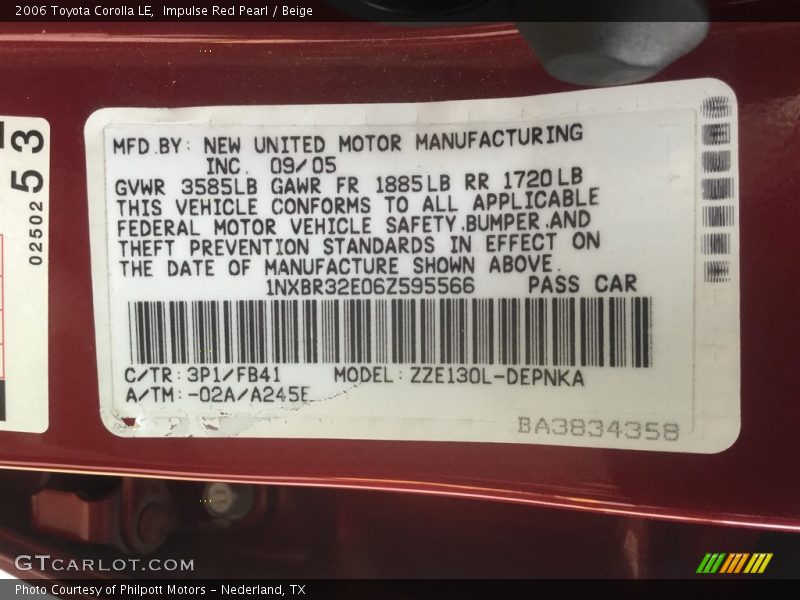 2006 Toyota Corolla LE,  Impulse Red Pearl / Beige
53
02502
MFD.BY: NEW UNITED MOTOR MANUFACTURING
INC. 09/05
GVWR 3585LB GAWR FR 1885LB RR 1720LB
THIS VEHICLE CONFORMS TO ALL APPLICABLE
FEDERAL MOTOR VEHICLE SAFETY,BUMPER,AND
THEFT PREVENTION STANDARDS IN EFFECT ON
THE DATE OF MANUFACTURE SHOWN ABOVE.
1NXBR32E06Z595566 PASS CAR
C/TR:3P1/FB41 MODEL:ZZE130L-DEPNKA
A/TM:-02A/A245E
BA3834358
GTCARLOT.COM
Photo Courtesy of Philpott Motors - Nederland, TX